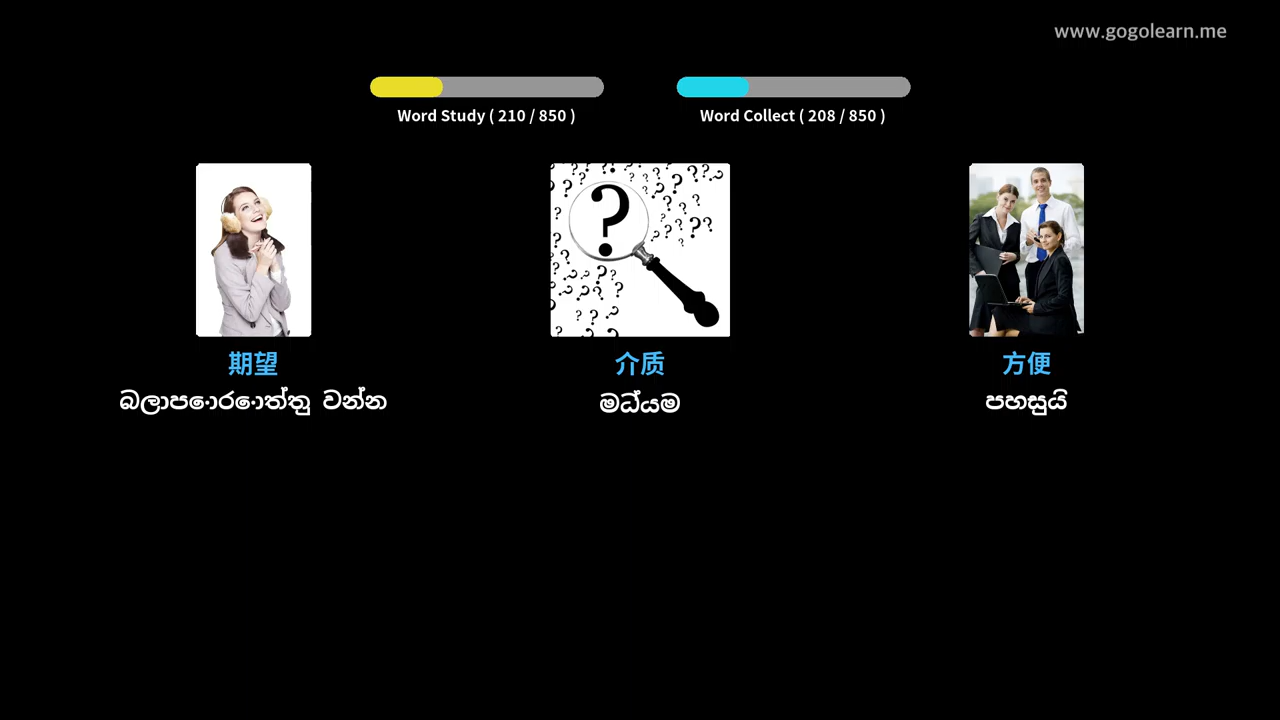 www.gogolearn.me
Word Study ( 210 / 850 )
Word Collect ( 208 / 850 )
期望
介质
方便
බලාපොරොත්තු වන්න
මධ්යම
පහසුයි